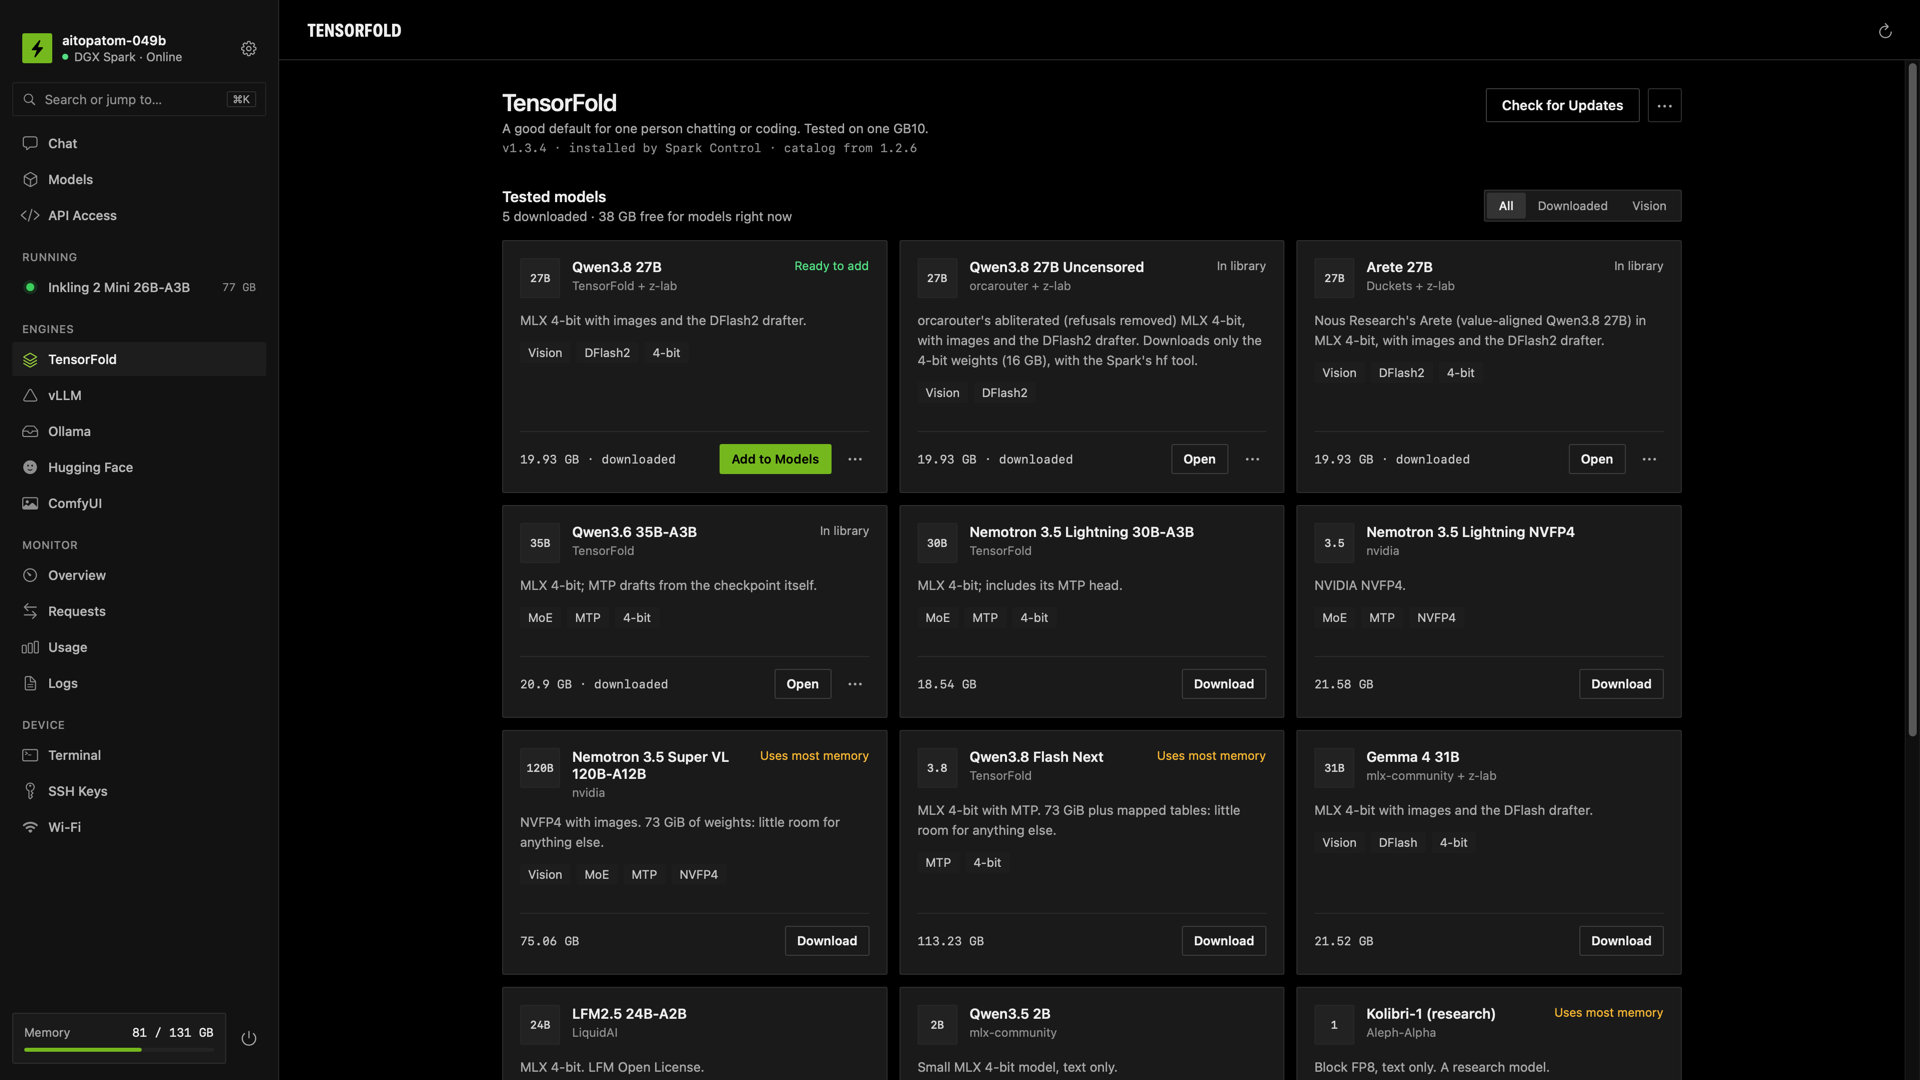 aitopatom-049b
DGX Spark · Online
Search or jump to...
⌘K
Chat
Models
API Access
RUNNING
Inkling 2 Mini 26B-A3B
77 GB
ENGINES
TensorFold
vLLM
Ollama
Hugging Face
ComfyUI
MONITOR
Overview
Requests
Usage
Logs
DEVICE
Terminal
SSH Keys
Wi-Fi
Memory
81 / 131 GB
TENSORFOLD
TensorFold
A good default for one person chatting or coding. Tested on one GB10.
v1.3.4 · installed by Spark Control · catalog from 1.2.6
Check for Updates
Tested models
5 downloaded · 38 GB free for models right now
All
Downloaded
Vision
27B
Qwen3.8 27B
Ready to add
TensorFold + z-lab
MLX 4-bit with images and the DFlash2 drafter.
Vision
DFlash2
4-bit
19.93 GB · downloaded
Add to Models
27B
Qwen3.8 27B Uncensored
In library
orcarouter + z-lab
orcarouter's abliterated (refusals removed) MLX 4-bit,
with images and the DFlash2 drafter. Downloads only the
4-bit weights (16 GB), with the Spark's hf tool.
Vision
DFlash2
19.93 GB · downloaded
Open
27B
Arete 27B
In library
Duckets + z-lab
Nous Research's Arete (value-aligned Qwen3.8 27B) in
MLX 4-bit, with images and the DFlash2 drafter.
Vision
DFlash2
4-bit
19.93 GB · downloaded
Open
35B
Qwen3.6 35B-A3B
In library
TensorFold
MLX 4-bit; MTP drafts from the checkpoint itself.
MoE
MTP
4-bit
20.9 GB · downloaded
Open
30B
Nemotron 3.5 Lightning 30B-A3B
TensorFold
MLX 4-bit; includes its MTP head.
MoE
MTP
4-bit
18.54 GB
Download
3.5
Nemotron 3.5 Lightning NVFP4
nvidia
NVIDIA NVFP4.
MoE
MTP
NVFP4
21.58 GB
Download
120B
Nemotron 3.5 Super VL
120B-A12B
Uses most memory
nvidia
NVFP4 with images. 73 GiB of weights: little room for
anything else.
Vision
MoE
MTP
NVFP4
75.06 GB
Download
3.8
Qwen3.8 Flash Next
Uses most memory
TensorFold
MLX 4-bit with MTP. 73 GiB plus mapped tables: little
room for anything else.
MTP
4-bit
113.23 GB
Download
31B
Gemma 4 31B
mlx-community + z-lab
MLX 4-bit with images and the DFlash drafter.
Vision
DFlash
4-bit
21.52 GB
Download
24B
LFM2.5 24B-A2B
LiquidAI
MLX 4-bit. LFM Open License.
2B
Qwen3.5 2B
mlx-community
Small MLX 4-bit model, text only.
1
Kolibri-1 (research)
Uses most memory
Aleph-Alpha
Block FP8, text only. A research model.